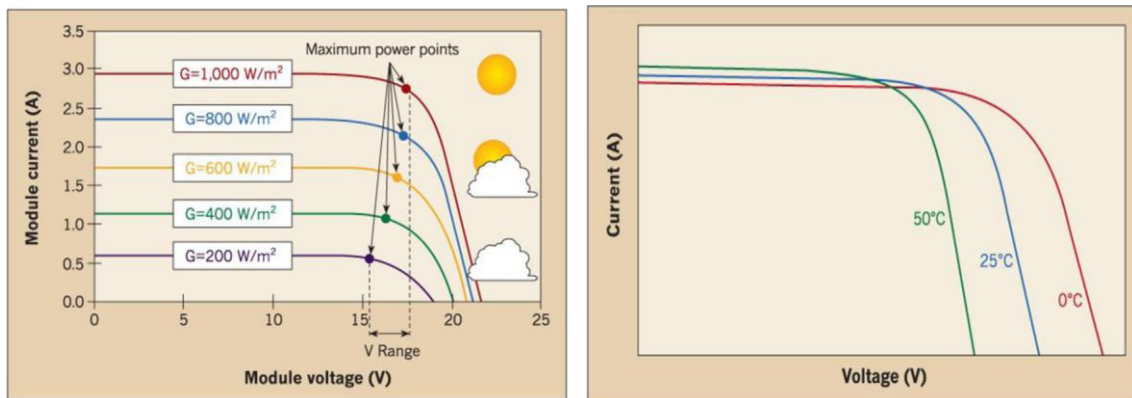 3.5
3.0
2.5
2.0
1.5
1.0
0.5
0.0
Module current (A)
Maximum power points
G=1,000 W/m²
G=800 W/m²
G=600 W/m²
G=400 W/m²
G=200 W/m²
0
5
10
15
20
25
V Range
Module voltage (V)
Current (A)
50°C
25°C
0°C
Voltage (V)